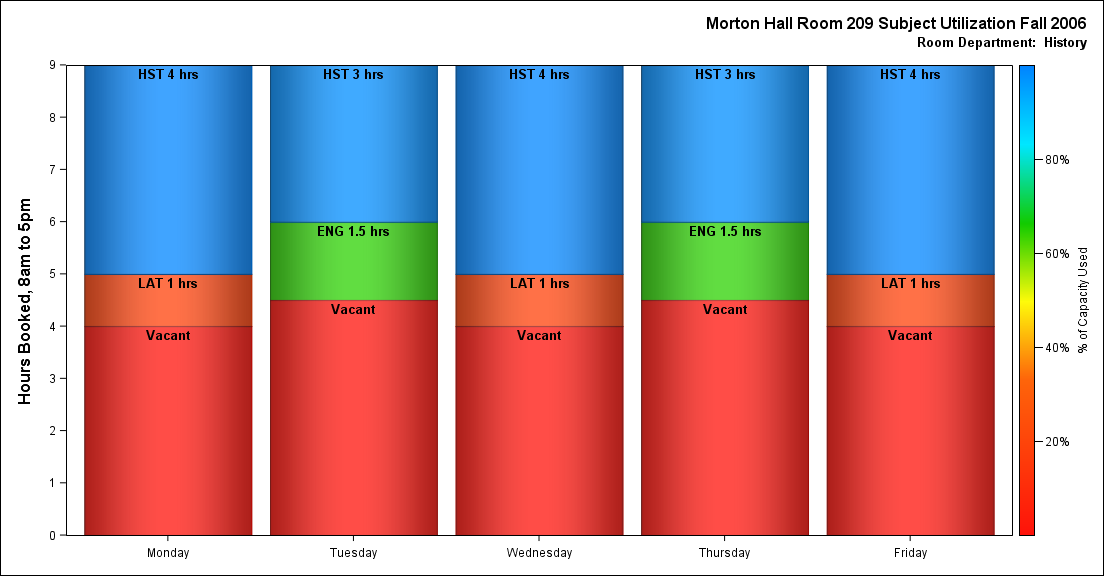 Morton Hall Room 209 Subject Utilization Fall 2006
Room Department:  History
Hours Booked, 8am to 5pm
9
8
7
6
5
4
3
2
1
0
HST 4 hrs
LAT 1 hrs
Vacant
HST 3 hrs
ENG 1.5 hrs
Vacant
HST 4 hrs
LAT 1 hrs
Vacant
HST 3 hrs
ENG 1.5 hrs
Vacant
HST 4 hrs
LAT 1 hrs
Vacant
Monday
Tuesday
Wednesday
Thursday
Friday
80%
60%
40%
20%
% of Capacity Used